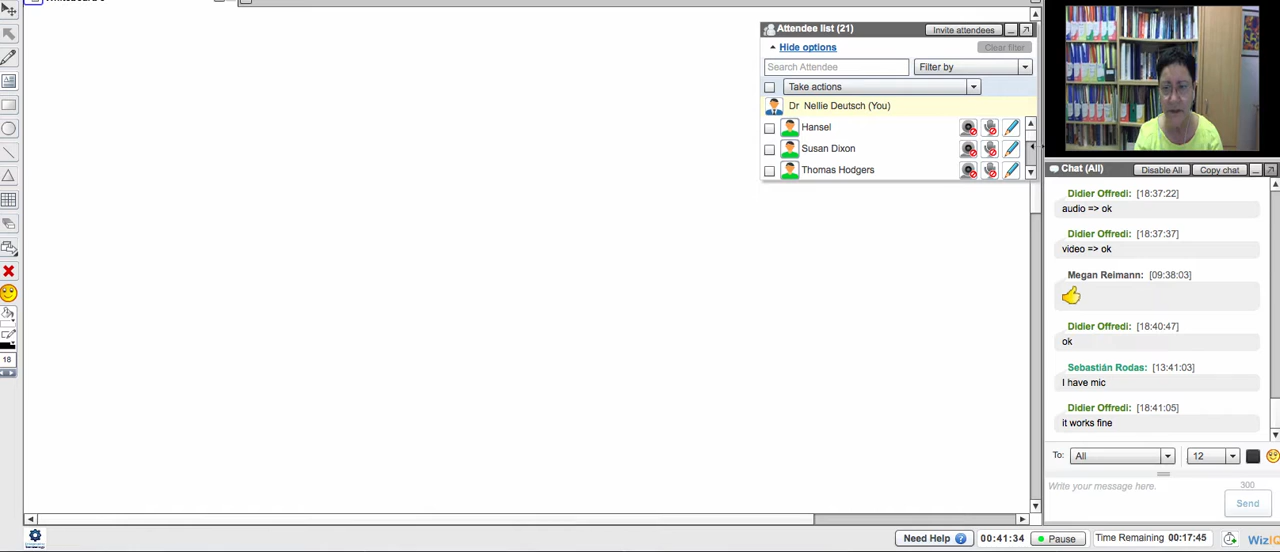 Attendee list (21)
Invite attendees
Hide options
Clear filter
Search Attendee
Filter by
Take actions
Dr Nellie Deutsch (You)
Hansel
Susan Dixon
Thomas Hodgers
18
Chat (All)
Disable All
Copy chat
Didier Offredi: [18:37:22]
audio => ok
Didier Offredi: [18:37:37]
video => ok
Megan Reimann: [09:38:03]
Didier Offredi: [18:40:47]
ok
Sebastián Rodas: [13:41:03]
I have mic
Didier Offredi: [18:41:05]
it works fine
To:
All
12
Write your message here.
300
Send
Need Help
?
00:41:34
Pause
Time Remaining 00:17:45